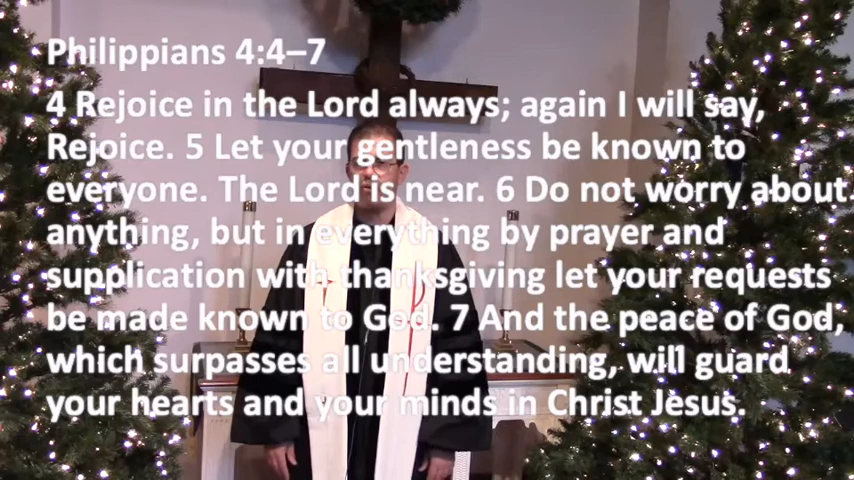 Philippians 4:4–7
4 Rejoice in the Lord always; again I will say,
Rejoice. 5 Let your gentleness be known to
everyone. The Lord is near. 6 Do not worry about
anything, but in everything by prayer and
supplication with thanksgiving let your requests
be made known to God. 7 And the peace of God,
which surpasses all understanding, will guard
your hearts and your minds in Christ Jesus.